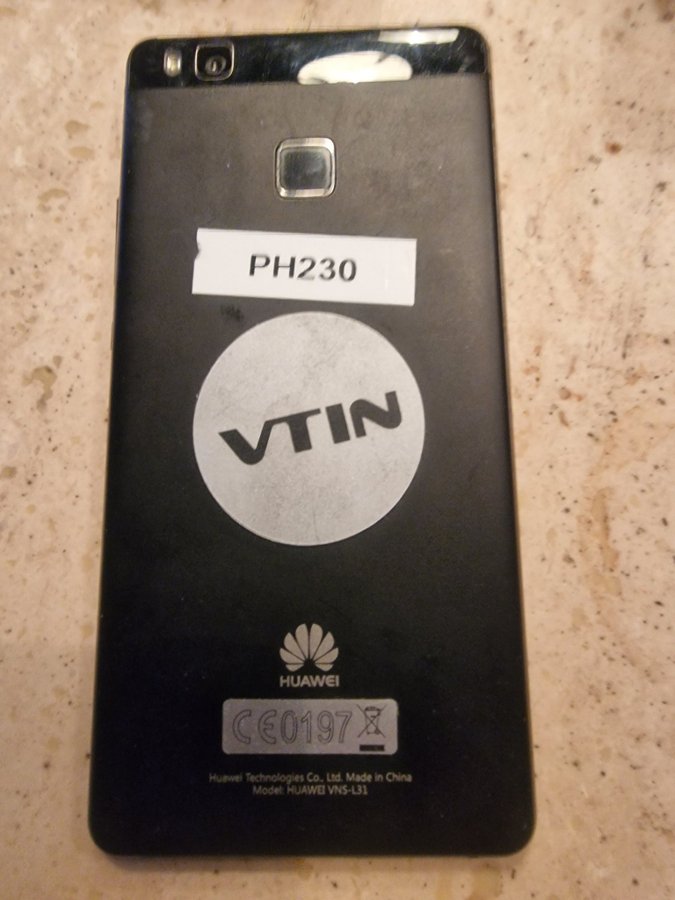 PH230
VTIN
HUAWEI
CE0197
Huawei Technologies Co., Ltd. Made in China
Model: HUAWEI VNS-L31